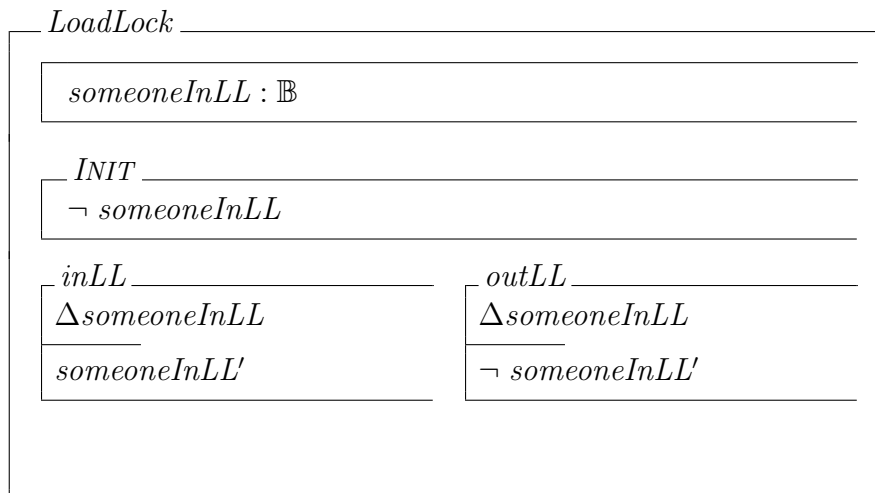 LoadLock
someoneInLL : 𝔹
INIT
¬ someoneInLL
inLL
ΔsomeoneInLL
someoneInLL′
outLL
ΔsomeoneInLL
¬ someoneInLL′